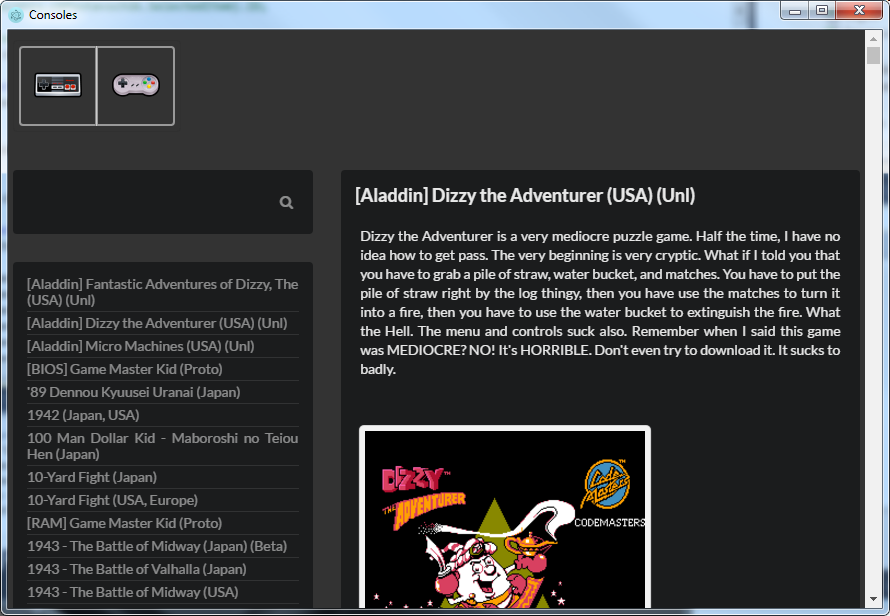 Consoles
[Aladdin] Fantastic Adventures of Dizzy, The
(USA) (Unl)
[Aladdin] Dizzy the Adventurer (USA) (Unl)
[Aladdin] Micro Machines (USA) (Unl)
[BIOS] Game Master Kid (Proto)
'89 Dennou Kyuusei Uranai (Japan)
1942 (Japan, USA)
100 Man Dollar Kid - Maboroshi no Teiou
Hen (Japan)
10-Yard Fight (Japan)
10-Yard Fight (USA, Europe)
[RAM] Game Master Kid (Proto)
1943 - The Battle of Midway (Japan) (Beta)
1943 - The Battle of Valhalla (Japan)
1943 - The Battle of Midway (USA)
[Aladdin] Dizzy the Adventurer (USA) (Unl)
Dizzy the Adventurer is a very mediocre puzzle game. Half the time, I have no
idea how to get pass. The very beginning is very cryptic. What if I told you that
you have to grab a pile of straw, water bucket, and matches. You have to put the
pile of straw right by the log thingy, then you have use the matches to turn it
into a fire, then you have to use the water bucket to extinguish the fire. What
the Hell. The menu and controls suck also. Remember when I said this game
was MEDIOCRE? NO! It's HORRIBLE. Don't even try to download it. It sucks to
badly.
DIZZY™
THE ADVENTURER
Code Masters™
CODEMASTERS